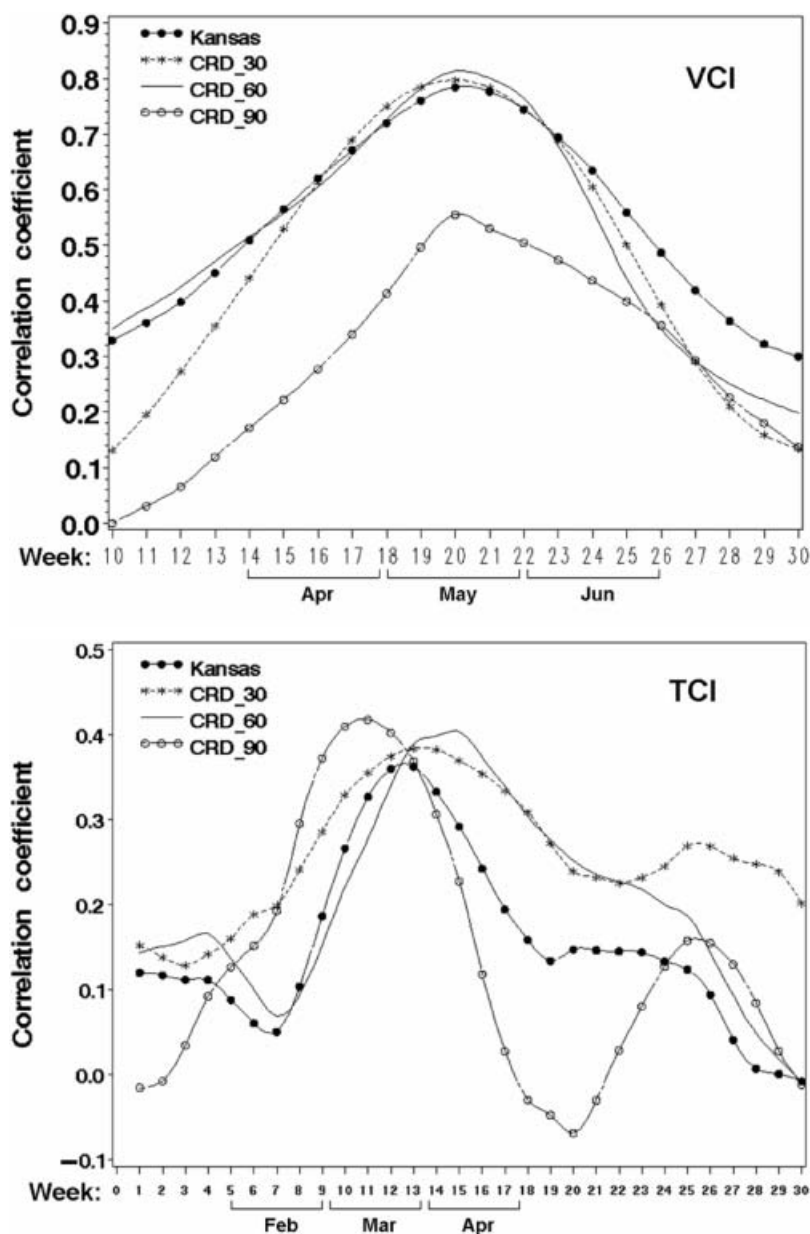 VCI
Kansas
CRD_30
CRD_60
CRD_90
Correlation coefficient
0.9
0.8
0.7
0.6
0.5
0.4
0.3
0.2
0.1
0.0
Week: 10 11 12 13 14 15 16 17 18 19 20 21 22 23 24 25 26 27 28 29 30
Apr May Jun
TCI
Kansas
CRD_30
CRD_60
CRD_90
Correlation coefficient
0.5
0.4
0.3
0.2
0.1
0.0
−0.1
Week: 0 1 2 3 4 5 6 7 8 9 10 11 12 13 14 15 16 17 18 19 20 21 22 23 24 25 26 27 28 29 30
Feb Mar Apr